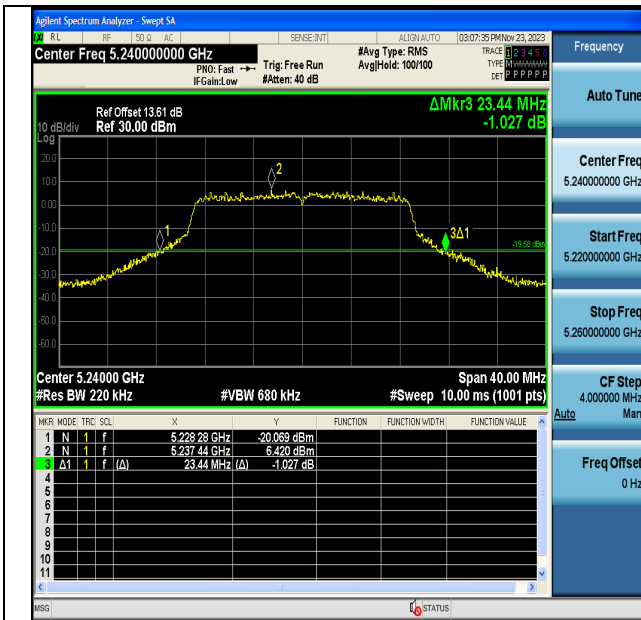 Agilent Spectrum Analyzer - Swept SA
RL RF 50 Ω AC SENSE:INT ALIGN AUTO 03:07:35 PM Nov 23, 2023
Center Freq 5.240000000 GHz
PNO: Fast
IFGain:Low
Trig: Free Run
#Atten: 40 dB
#Avg Type: RMS
Avg|Hold: 100/100
TRACE 1 2 3 4 5 6
TYPE MWWWWW
DET P P P P P P
Ref Offset 13.61 dB
Ref 30.00 dBm
10 dB/div
Log
ΔMkr3 23.44 MHz
-1.027 dB
20.0
10.0
0.00
-10.0
-20.0
-30.0
-40.0
-50.0
-60.0
1
2
3Δ1
-19.58 dBm
Center 5.24000 GHz
Span 40.00 MHz
#Res BW 220 kHz
#VBW 680 kHz
#Sweep 10.00 ms (1001 pts)
MKR MODE TRC SCL X Y FUNCTION FUNCTION WIDTH FUNCTION VALUE
1 N 1 f 5.228 28 GHz -20.069 dBm
2 N 1 f 5.237 44 GHz 6.420 dBm
3 Δ1 1 f (Δ) 23.44 MHz (Δ) -1.027 dB
4
5
6
7
8
9
10
11
MSG
STATUS
Frequency
Auto Tune
Center Freq
5.240000000 GHz
Start Freq
5.220000000 GHz
Stop Freq
5.260000000 GHz
CF Step
4.000000 MHz
Auto Man
Freq Offset
0 Hz